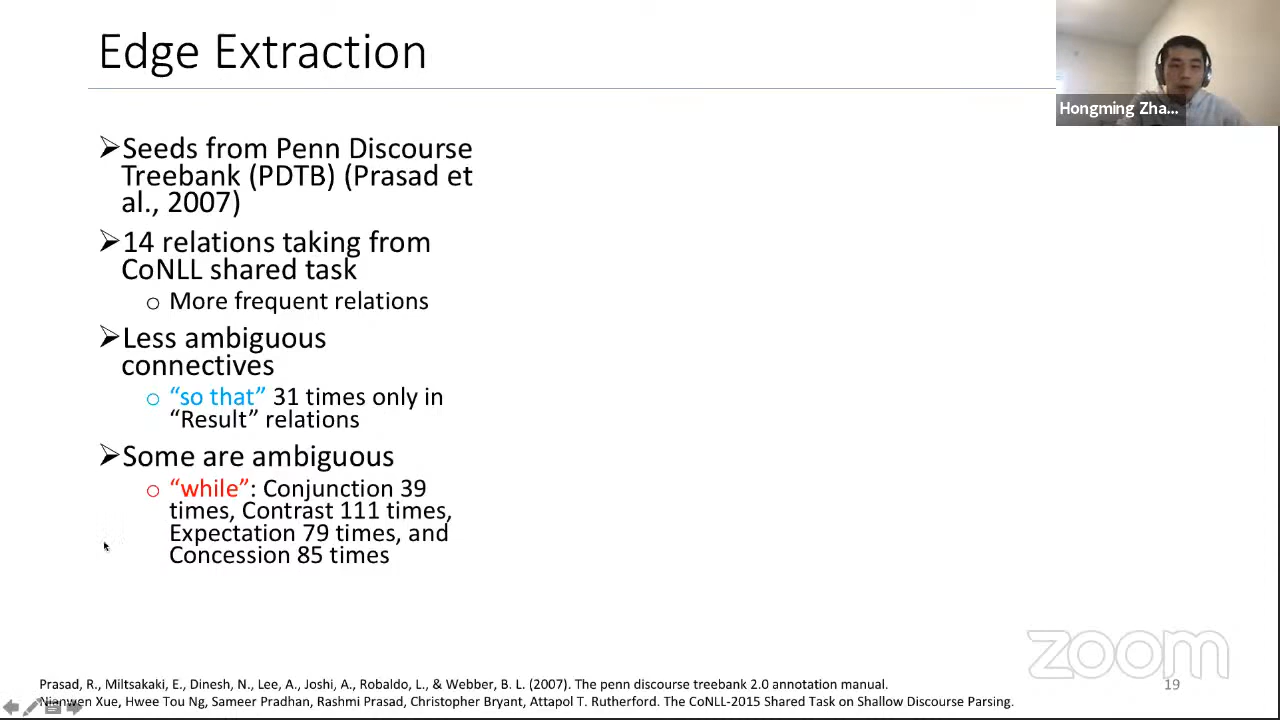 Edge Extraction
Hongming Zha...
➢Seeds from Penn Discourse
Treebank (PDTB) (Prasad et
al., 2007)
➢14 relations taking from
CoNLL shared task
o More frequent relations
➢Less ambiguous
connectives
o “so that” 31 times only in
“Result” relations
➢Some are ambiguous
o “while”: Conjunction 39
times, Contrast 111 times,
Expectation 79 times, and
Concession 85 times
zoom
Prasad, R., Miltsakaki, E., Dinesh, N., Lee, A., Joshi, A., Robaldo, L., & Webber, B. L. (2007). The penn discourse treebank 2.0 annotation manual.
19
Nianwen Xue, Hwee Tou Ng, Sameer Pradhan, Rashmi Prasad, Christopher Bryant, Attapol T. Rutherford. The CoNLL-2015 Shared Task on Shallow Discourse Parsing.